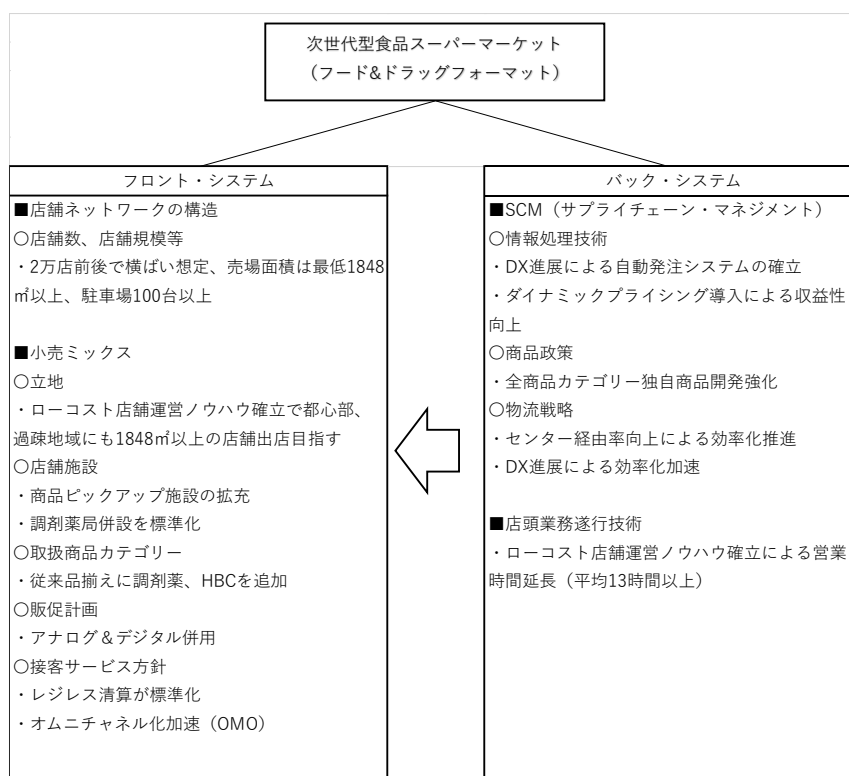 次世代型食品スーパーマーケット
（フード&ドラッグフォーマット）
フロント・システム
■店舗ネットワークの構造
○店舗数、店舗規模等
・2万店前後で横ばい想定、売場面積は最低1848
㎡以上、駐車場100台以上
■小売ミックス
○立地
・ローコスト店舗運営ノウハウ確立で都心部、
過疎地域にも1848㎡以上の店舗出店目指す
○店舗施設
・商品ピックアップ施設の拡充
・調剤薬局併設を標準化
○取扱商品カテゴリー
・従来品揃えに調剤薬、HBCを追加
○販促計画
・アナログ＆デジタル併用
○接客サービス方針
・レジレス清算が標準化
・オムニチャネル化加速（OMO）
バック・システム
■SCM（サプライチェーン・マネジメント）
○情報処理技術
・DX進展による自動発注システムの確立
・ダイナミックプライシング導入による収益性
向上
○商品政策
・全商品カテゴリー独自商品開発強化
○物流戦略
・センター経由率向上による効率化推進
・DX進展による効率化加速
■店頭業務遂行技術
・ローコスト店舗運営ノウハウ確立による営業
時間延長（平均13時間以上）